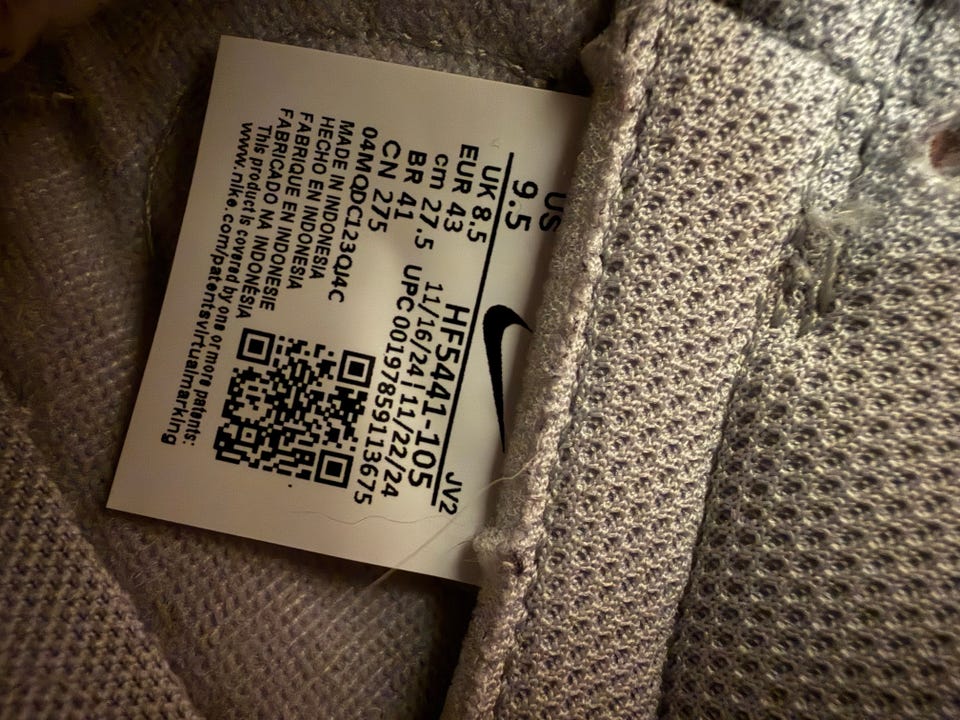 US
9.5
UK 8.5
EUR 43
cm 27.5
BR 41
CN 275
JV2
HF5441-105
11/16/24|11/22/24
UPC 00197859113675
04MQDC123QI4C
MADE IN INDONESIA
HECHO EN INDONESIA
FABRIQUE EN INDONESIE
FABRICADO NA INDONÉSIA
This product is covered by one or more patents:
www.nike.com/patentsvirtualmarking